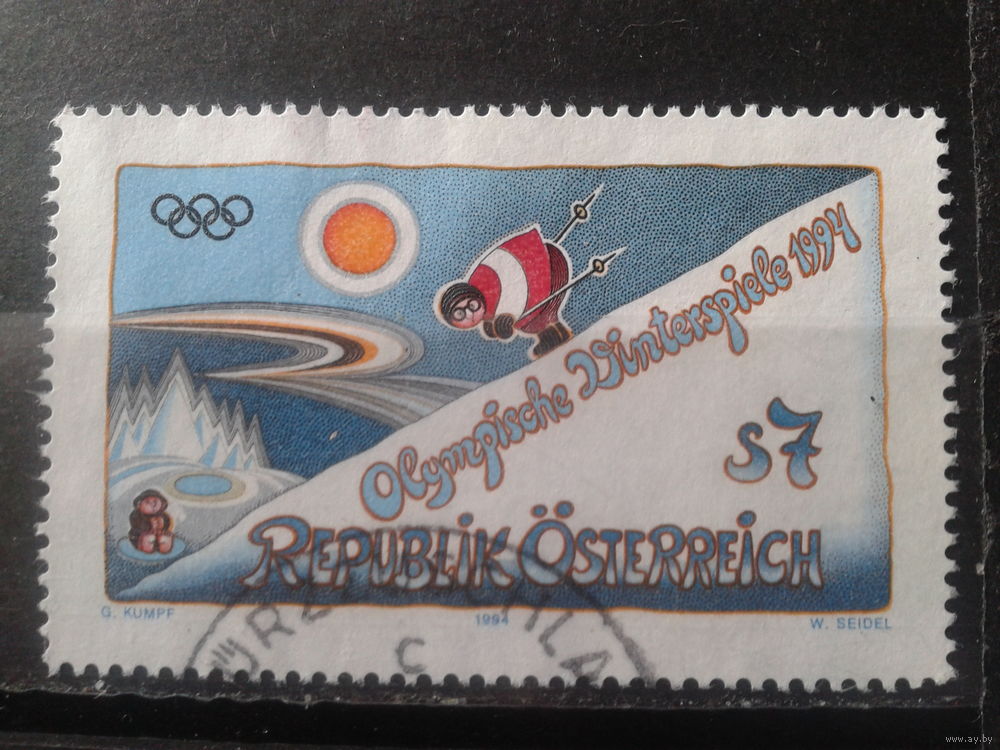 Olympische Winterspiele 1994
S7
REPUBLIK ÖSTERREICH
G. KUMPF
1994
W. SEIDEL
C
www.ay.by